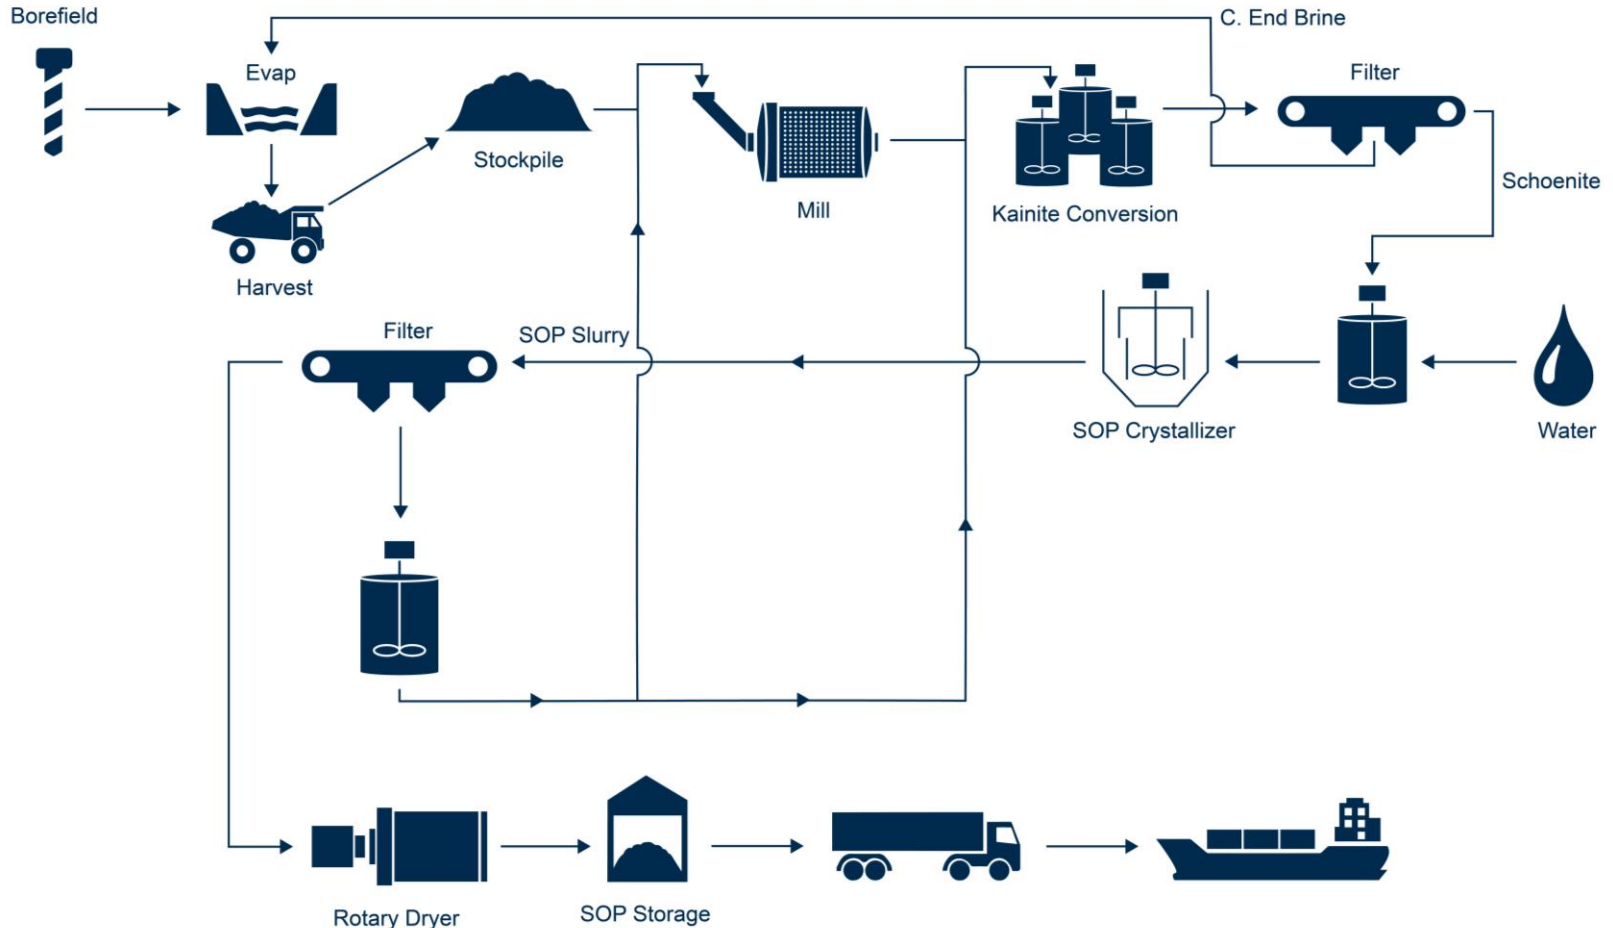 Borefield
C. End Brine
Evap
Filter
Stockpile
Schoenite
Mill
Kainite Conversion
Harvest
Filter
SOP Slurry
SOP Crystallizer
Water
Rotary Dryer
SOP Storage